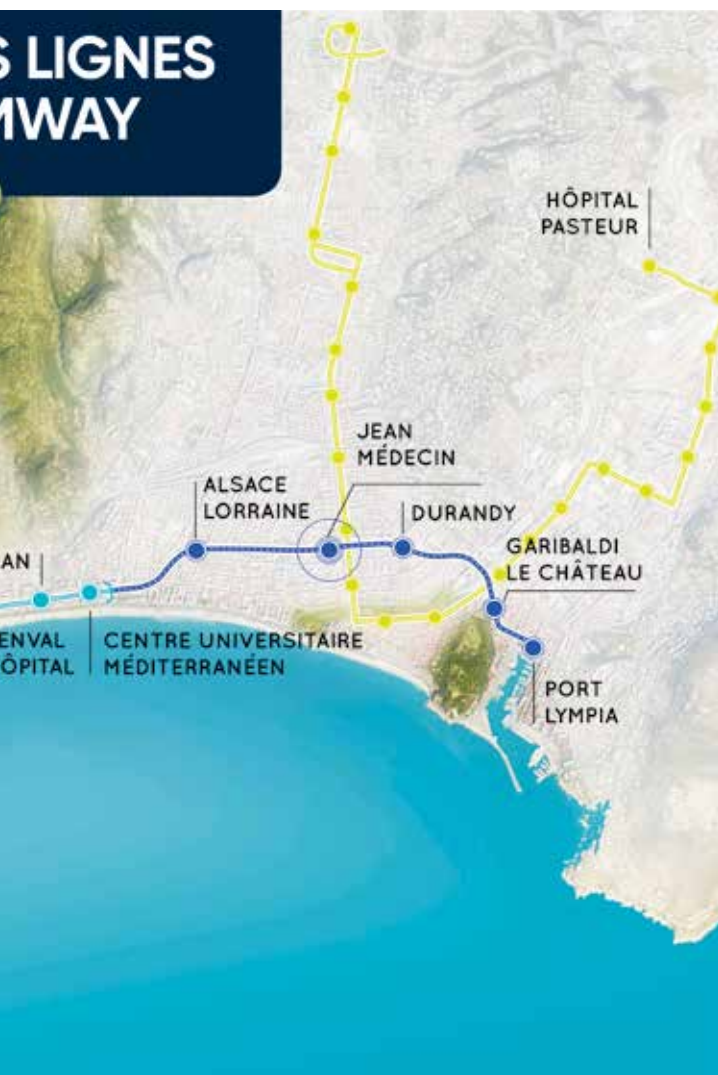 S LIGNES
MWAY
HÔPITAL
PASTEUR
JEAN
MÉDECIN
ALSACE
LORRAINE
DURANDY
GARIBALDI
LE CHÂTEAU
AN
ENVAL
ÔPITAL
CENTRE UNIVERSITAIRE
MÉDITERRANÉEN
PORT
LYMPIA